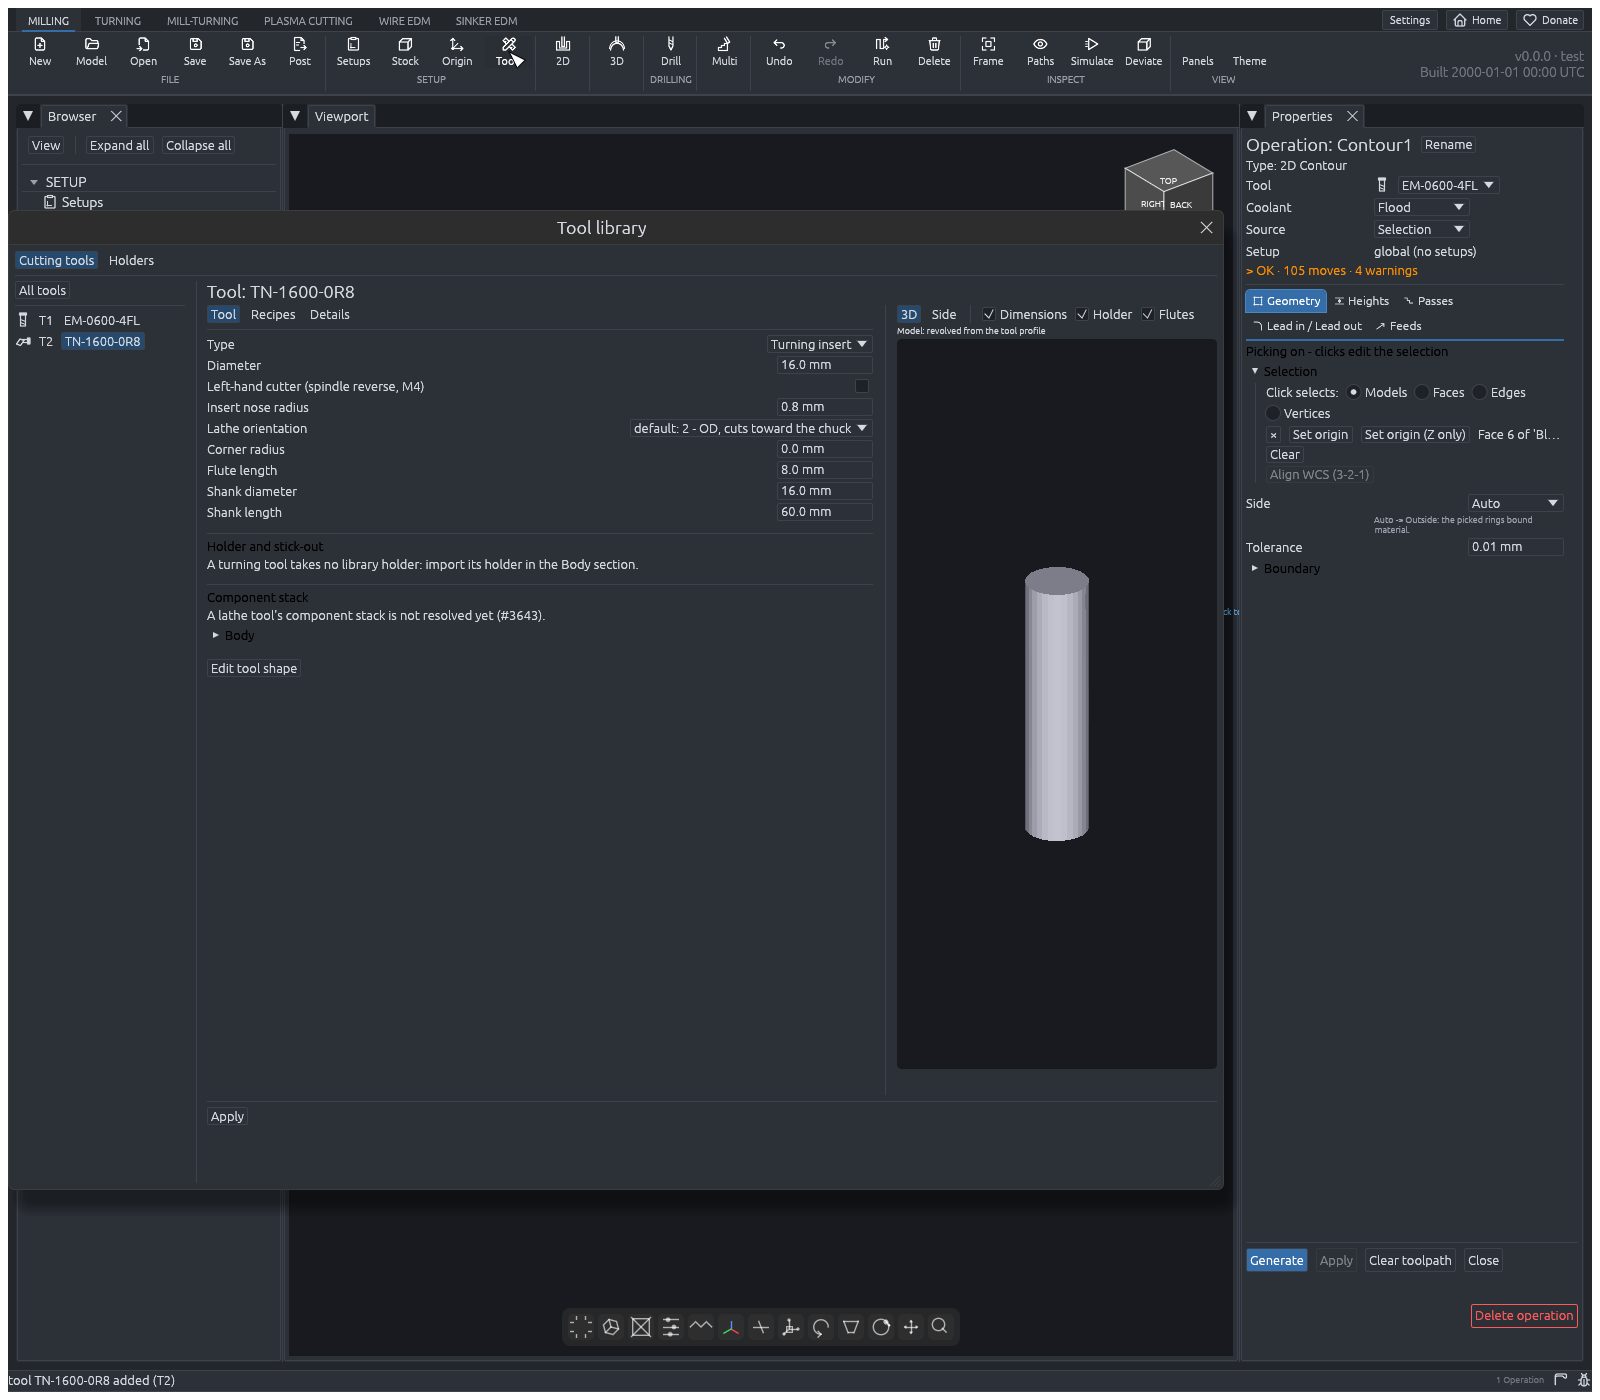 MILLING TURNING MILL-TURNING PLASMA CUTTING WIRE EDM SINKER EDM Settings Home Donate
New Model Open Save Save As Post Setups Stock Origin 2D 3D Drill Multi Undo Redo Run Delete Frame Paths Simulate Deviate Panels Theme
FILE SETUP DRILLING MODIFY INSPECT VIEW
v0.0.0 · test
Built 2000-01-01 00:00 UTC
Browser
View Expand all Collapse all
SETUP
Setups
Viewport
TOP
RIGHT BACK
Tool library
Cutting tools Holders
All tools
T1 EM-0600-4FL
T2 TN-1600-0R8
Tool: TN-1600-0R8
Tool Recipes Details
Type Turning insert
Diameter 16.0 mm
Left-hand cutter (spindle reverse, M4)
Insert nose radius 0.8 mm
Lathe orientation default: 2 - OD, cuts toward the chuck
Corner radius 0.0 mm
Flute length 8.0 mm
Shank diameter 16.0 mm
Shank length 60.0 mm
Holder and stick-out
A turning tool takes no library holder: import its holder in the Body section.
Component stack
A lathe tool's component stack is not resolved yet (#3643).
Body
Edit tool shape
3D Side Dimensions Holder Flutes
Model: revolved from the tool profile
Apply
Properties
Operation: Contour1 Rename
Type: 2D Contour
Tool EM-0600-4FL
Coolant Flood
Source Selection
Setup global (no setups)
> OK · 105 moves · 4 warnings
Geometry Heights Passes
Lead in / Lead out Feeds
Picking on - clicks edit the selection
Selection
Click selects: Models Faces Edges
Vertices
× Set origin Set origin (Z only) Face 6 of 'Bl…
Clear
Align WCS (3-2-1)
Side Auto
Auto -> Outside: the picked rings bound
material.
Tolerance 0.01 mm
Boundary
Generate Apply Clear toolpath Close
Delete operation
tool TN-1600-0R8 added (T2)
1 Operation